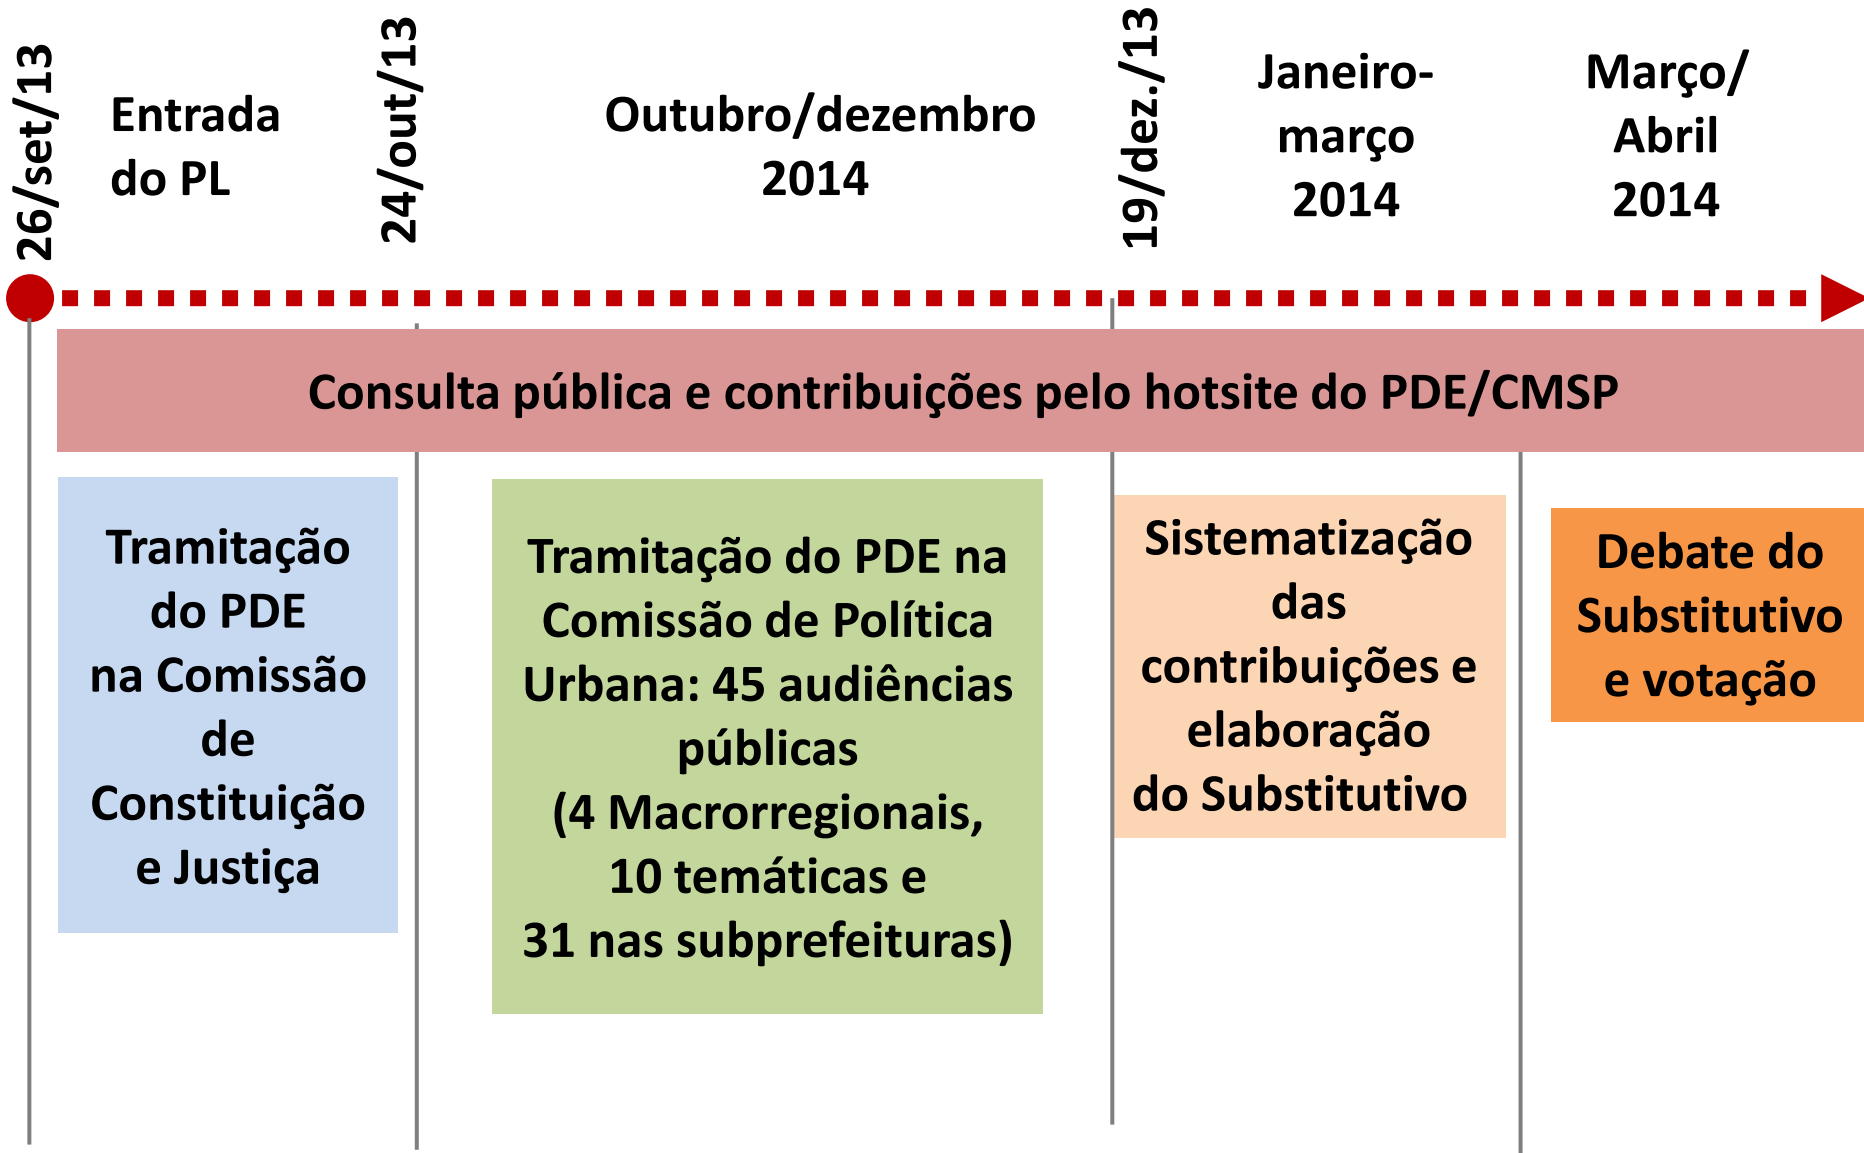 26/set/13
Entrada
do PL
24/out/13
Outubro/dezembro
2014
19/dez./13
Janeiro-
março
2014
Março/
Abril
2014
Consulta pública e contribuições pelo hotsite do PDE/CMSP
Tramitação
do PDE
na Comissão
de
Constituição
e Justiça
Tramitação do PDE na
Comissão de Política
Urbana: 45 audiências
públicas
(4 Macrorregionais,
10 temáticas e
31 nas subprefeituras)
Sistematização
das
contribuições e
elaboração
do Substitutivo
Debate do
Substitutivo
e votação